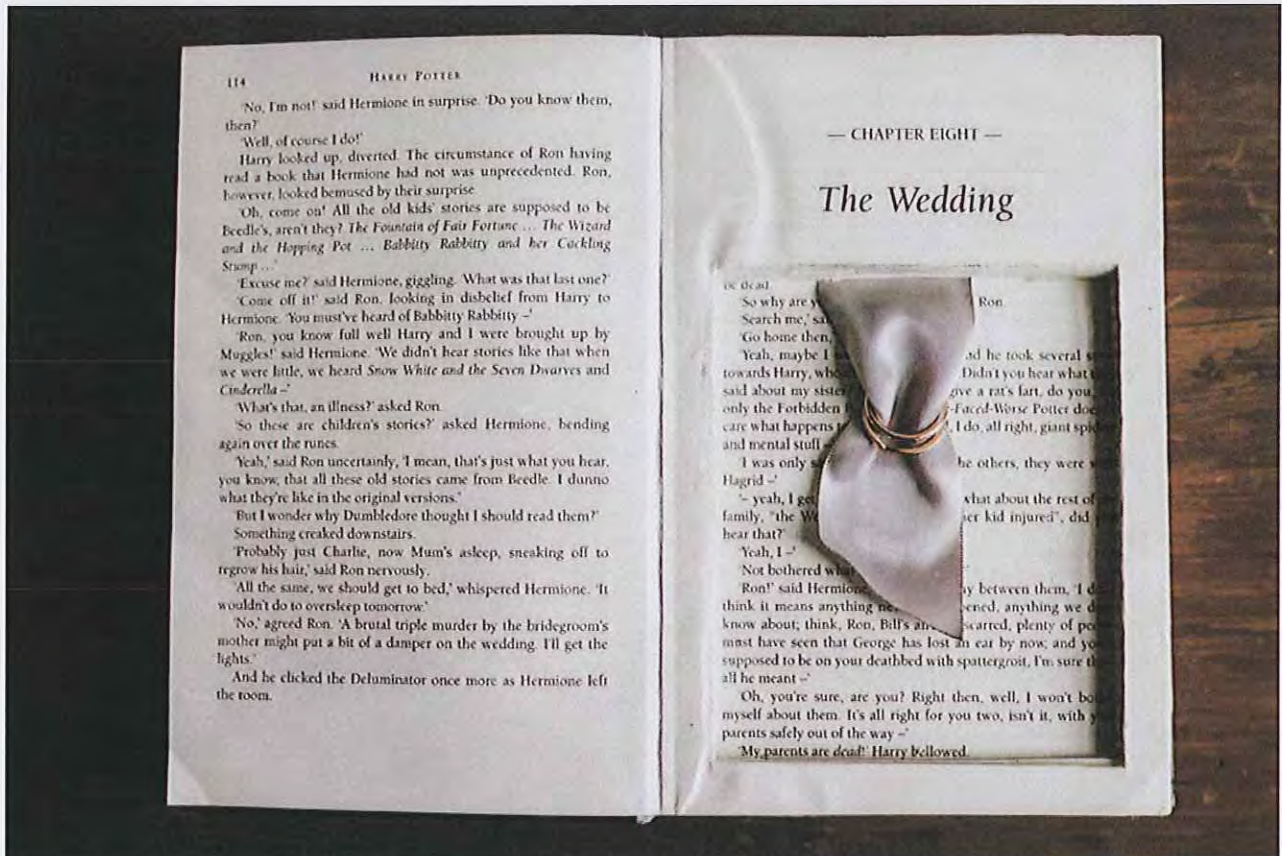 114
HARRY POTTER
'No, I'm not!' said Hermione in surprise. 'Do you know them,
then?'
'Well, of course I do!'
Harry looked up, diverted. The circumstance of Ron having
read a book that Hermione had not was unprecedented. Ron,
however, looked bemused by their surprise.
'Oh, come on! All the old kids' stories are supposed to be
Beedle's, aren't they? The Fountain of Fair Fortune ... The Wizard
and the Hopping Pot ... Babbitty Rabbitty and her Cackling
Stump ...'
'Excuse me?' said Hermione, giggling. 'What was that last one?'
'Come off it!' said Ron, looking in disbelief from Harry to
Hermione. 'You must've heard of Babbitty Rabbitty –'
'Ron, you know full well Harry and I were brought up by
Muggles!' said Hermione. 'We didn't hear stories like that when
we were little, we heard Snow White and the Seven Dwarves and
Cinderella –'
'What's that, an illness?' asked Ron.
'So these are children's stories?' asked Hermione, bending
again over the runes.
'Yeah,' said Ron uncertainly, 'I mean, that's just what you hear,
you know, that all these old stories came from Beedle. I dunno
what they're like in the original versions.'
'But I wonder why Dumbledore thought I should read them?'
Something creaked downstairs.
'Probably just Charlie, now Mum's asleep, sneaking off to
regrow his hair,' said Ron nervously.
'All the same, we should get to bed,' whispered Hermione. 'It
wouldn't do to oversleep tomorrow.'
'No,' agreed Ron. 'A brutal triple murder by the bridegroom's
mother might put a bit of a damper on the wedding. I'll get the
lights.'
And he clicked the Deluminator once more as Hermione left
the room.
— CHAPTER EIGHT —
The Wedding
be dead.
'So why are Ron.
'Search me,'
'Go home then,
'Yeah, maybe I he took several
towards Harry, Didn't you hear what
said about my give a rat's fart, do you,
only the Forbidden -Faced-Worse Potter
care what happens I do, all right, giant
and mental stuff –
'I was only he others, they were
Hagrid –'
'– yeah, I what about the rest of
family, "the kid injured", did
hear that?'
'Yeah, I –'
'Not bothered
'Ron!' said between them, 'I
think it means anything anything we
know about; think, Ron, Bill's scarred, plenty of
must have seen that George has lost an ear by now, and
supposed to be on your deathbed with spattergroit, I'm sure
all he meant –'
'Oh, you're sure, are you? Right then, well, I won't
myself about them. It's all right for you two, isn't it, with
parents safely out of the way –'
'My parents are dead!' Harry bellowed.